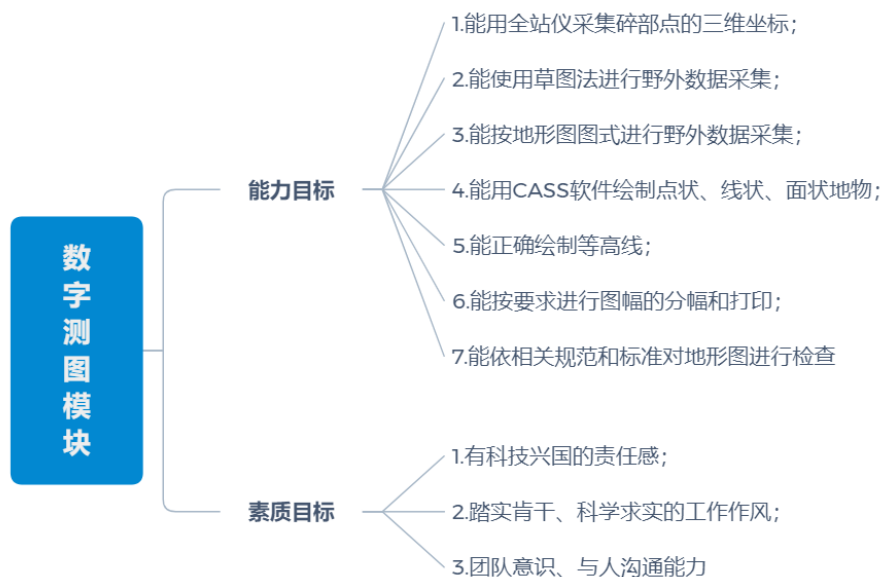 数字测图模块
能力目标
1.能用全站仪采集碎部点的三维坐标；
2.能使用草图法进行野外数据采集；
3.能按地形图图式进行野外数据采集；
4.能用CASS软件绘制点状、线状、面状地物；
5.能正确绘制等高线；
6.能按要求进行图幅的分幅和打印；
7.能依相关规范和标准对地形图进行检查
素质目标
1.有科技兴国的责任感；
2.踏实肯干、科学求实的工作作风；
3.团队意识、与人沟通能力